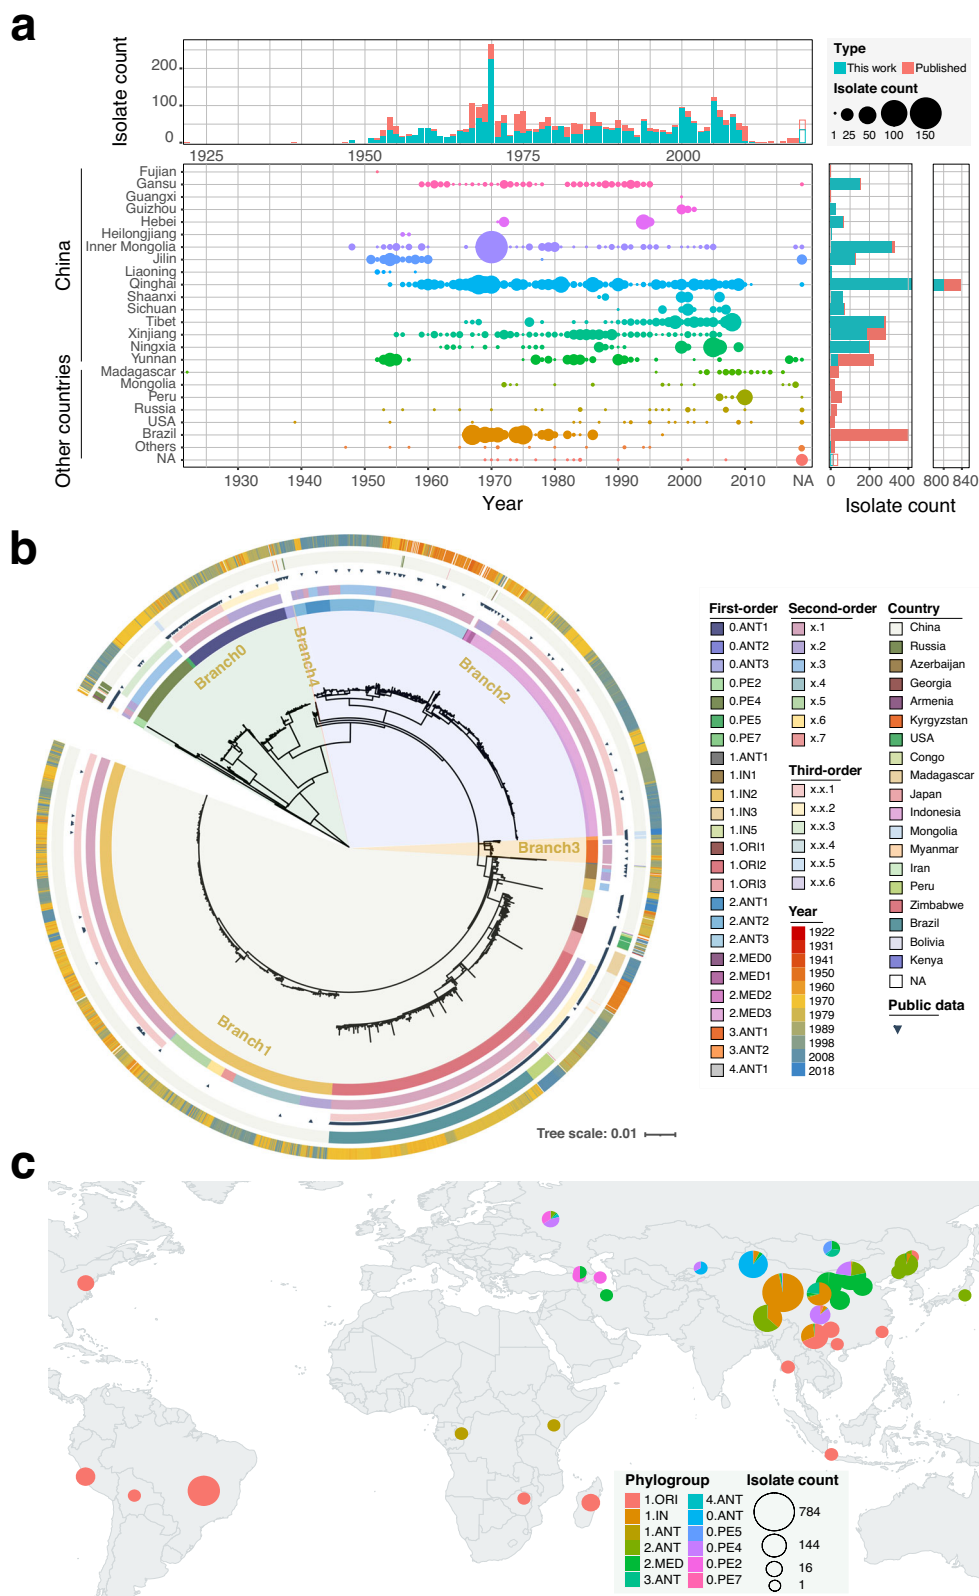 a
Isolate count
200
100
0
1925 1950 1975 2000
Type
This work Published
Isolate count
1 25 50 100 150
China
Other countries
Fujian
Gansu
Guangxi
Guizhou
Hebei
Heilongjiang
Inner Mongolia
Jilin
Liaoning
Qinghai
Shaanxi
Sichuan
Tibet
Xinjiang
Ningxia
Yunnan
Madagascar
Mongolia
Peru
Russia
USA
Brazil
Others
NA
1930 1940 1950 1960 1970 1980 1990 2000 2010 NA
Year
0 200 400 800 840
Isolate count
b
Branch0
Branch4
Branch2
Branch3
Branch1
Tree scale: 0.01
First-order
0.ANT1
0.ANT2
0.ANT3
0.PE2
0.PE4
0.PE5
0.PE7
1.ANT1
1.IN1
1.IN2
1.IN3
1.IN5
1.ORI1
1.ORI2
1.ORI3
2.ANT1
2.ANT2
2.ANT3
2.MED0
2.MED1
2.MED2
2.MED3
3.ANT1
3.ANT2
4.ANT1
Second-order
x.1
x.2
x.3
x.4
x.5
x.6
x.7
Third-order
x.x.1
x.x.2
x.x.3
x.x.4
x.x.5
x.x.6
Year
1922
1931
1941
1950
1960
1970
1979
1989
1998
2008
2018
Country
China
Russia
Azerbaijan
Georgia
Armenia
Kyrgyzstan
USA
Congo
Madagascar
Japan
Indonesia
Mongolia
Myanmar
Iran
Peru
Zimbabwe
Brazil
Bolivia
Kenya
NA
Public data
c
Phylogroup
1.ORI
1.IN
1.ANT
2.ANT
2.MED
3.ANT
4.ANT
0.ANT
0.PE5
0.PE4
0.PE2
0.PE7
Isolate count
784
144
16
1